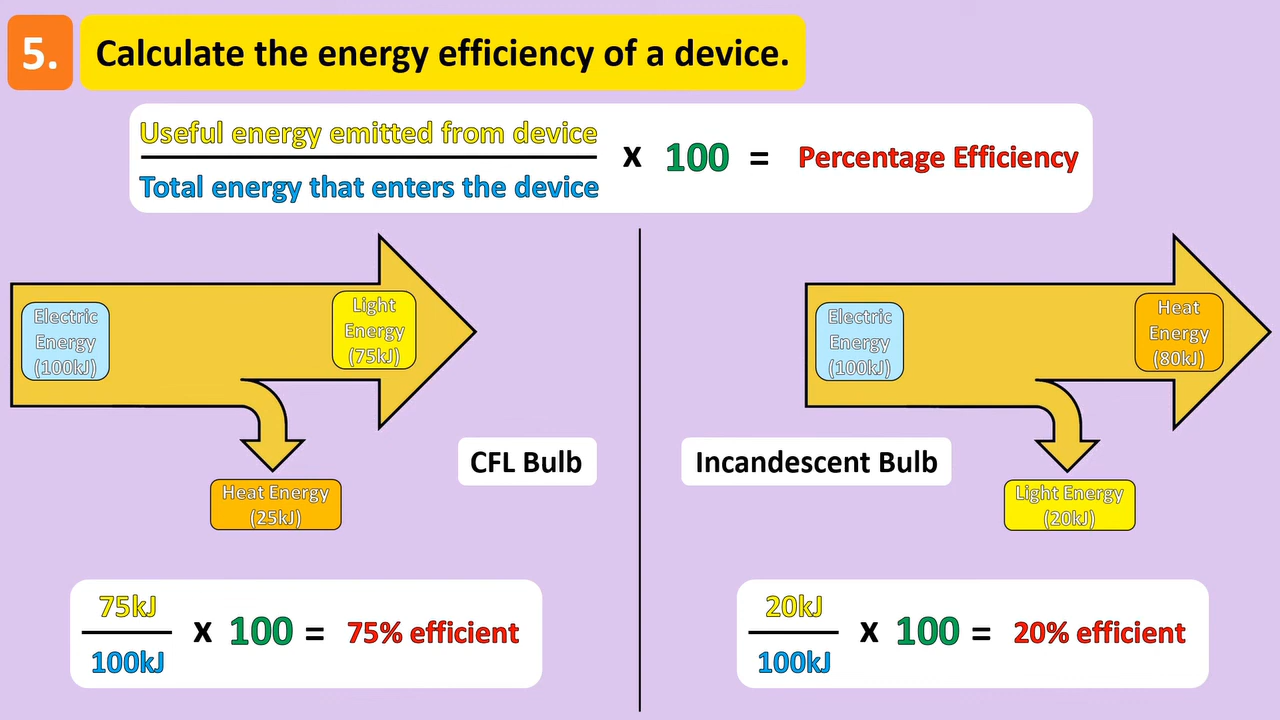 5.
Calculate the energy efficiency of a device.
Useful energy emitted from device
Total energy that enters the device
x 100 = Percentage Efficiency
Electric
Energy
(100kJ)
Light
Energy
(75kJ)
Heat Energy
(25kJ)
CFL Bulb
75kJ
100kJ
x 100 = 75% efficient
Electric
Energy
(100kJ)
Heat
Energy
(80kJ)
Light Energy
(20kJ)
Incandescent Bulb
20kJ
100kJ
x 100 = 20% efficient